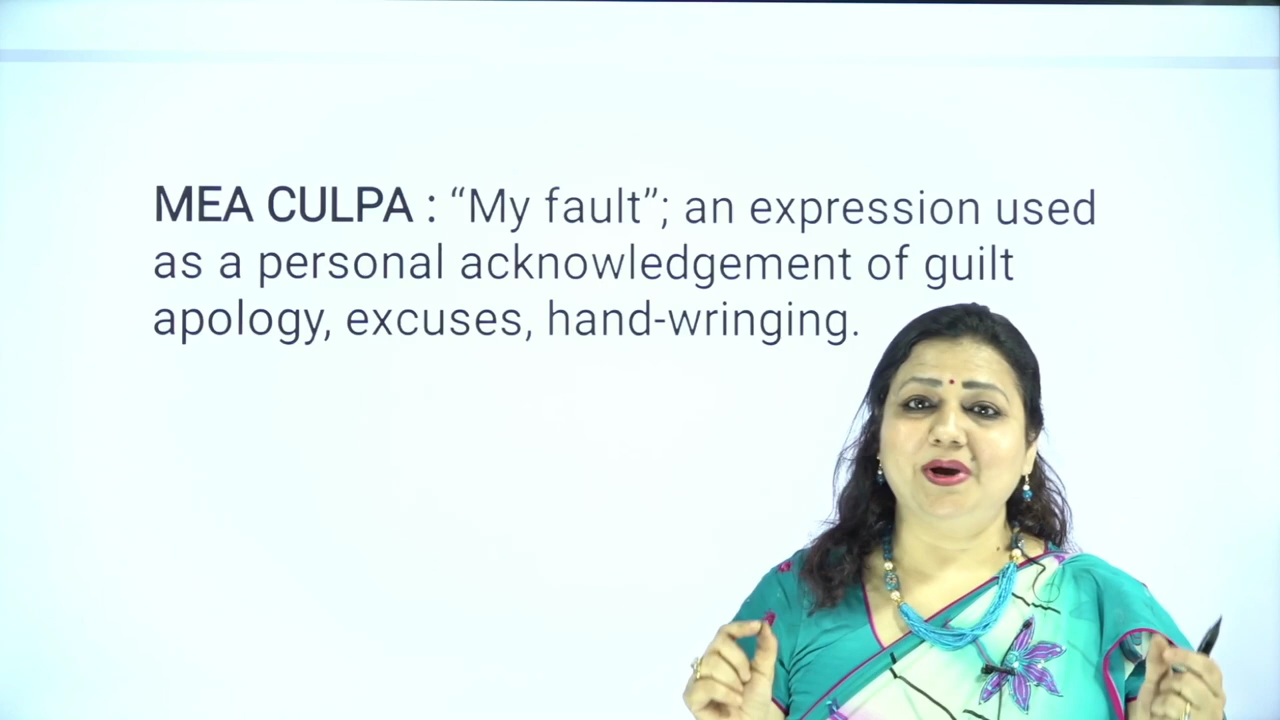 MEA CULPA : “My fault”; an expression used
as a personal acknowledgement of guilt
apology, excuses, hand-wringing.